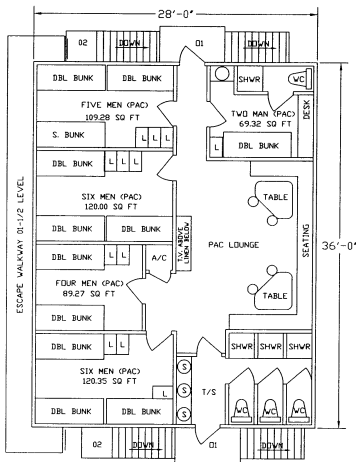 28'-0"
02
DOWN
01
DOWN
DBL BUNK
DBL BUNK
SHWR
WC
FIVE MEN (PAC)
109.28 SQ FT
TWO MAN (PAC)
69.32 SQ FT
DESK
S. BUNK
L
L
L
L
DBL BUNK
DBL BUNK
L
L
L
SIX MEN (PAC)
120.00 SQ FT
TABLE
DBL BUNK
DBL BUNK
T.V. ABOVE
LINEN BELOW
PAC LOUNGE
SEATING
36'-0"
ESCAPE WALKWAY 01-1/2 LEVEL
DBL BUNK
L
L
A/C
FOUR MEN (PAC)
89.27 SQ FT
TABLE
DBL BUNK
DBL BUNK
L
L
SHWR
SHWR
SHWR
SIX MEN (PAC)
120.35 SQ FT
S
S
S
T/S
L
DBL BUNK
DBL BUNK
WC
WC
WC
02
DOWN
01
DOWN